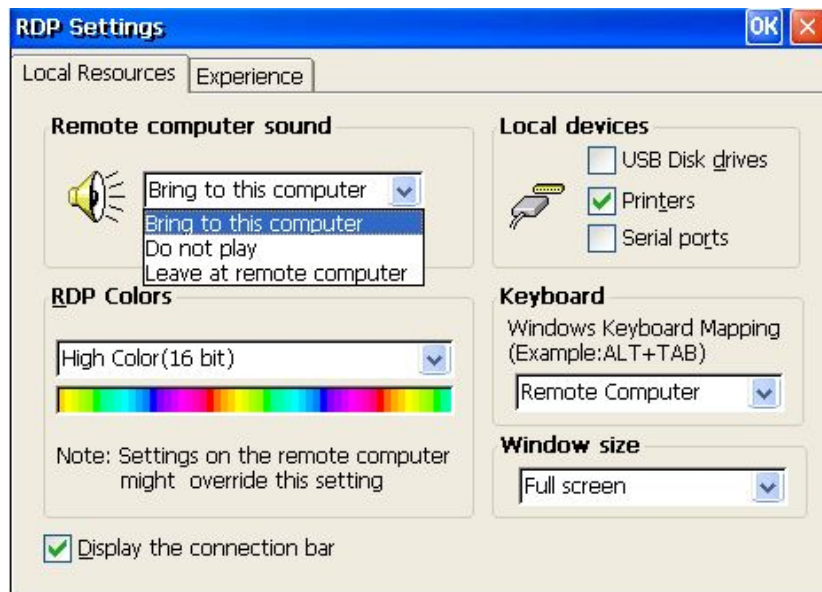 RDP Settings
OK
Local Resources
Experience
Remote computer sound
Bring to this computer
Bring to this computer
Do not play
Leave at remote computer
Local devices
USB Disk drives
Printers
Serial ports
RDP Colors
High Color(16 bit)
Note: Settings on the remote computer
might override this setting
Keyboard
Windows Keyboard Mapping
(Example:ALT+TAB)
Remote Computer
Window size
Full screen
Display the connection bar